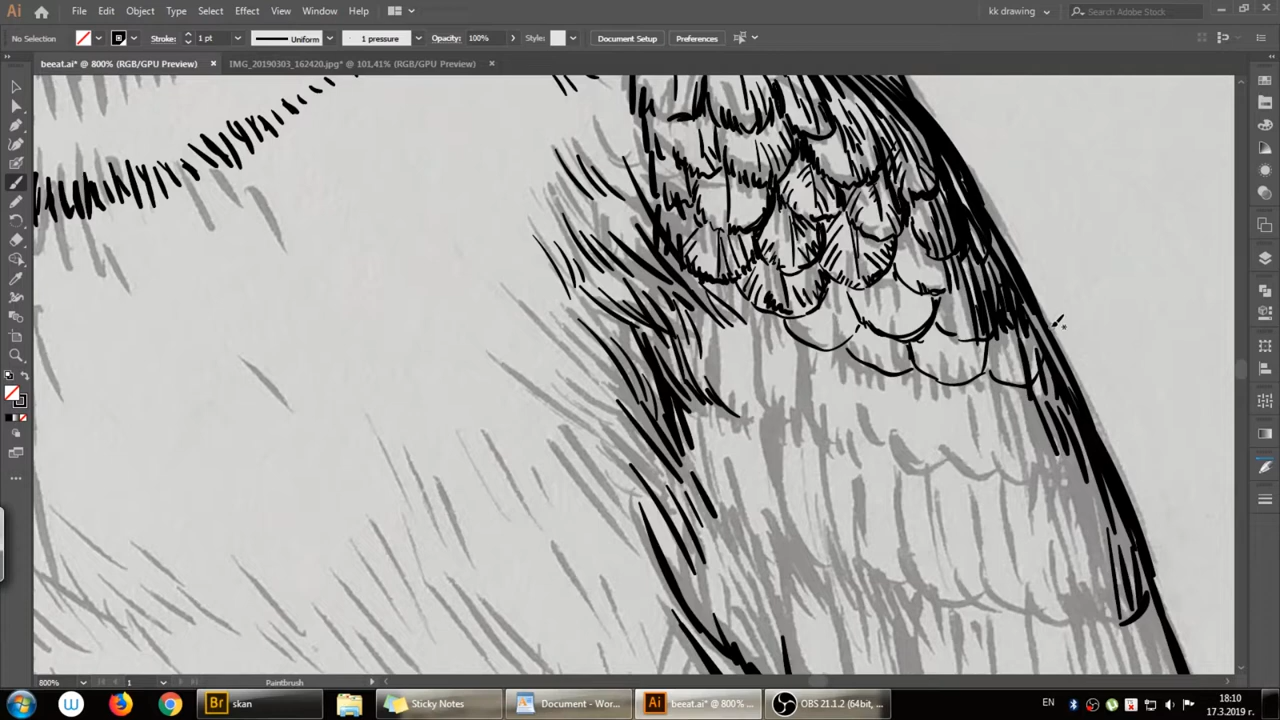 Ai File Edit Object Type Select Effect View Window Help kk drawing Search Adobe Stock
No Selection Stroke: 1 pt Uniform 1 pressure Opacity: 100% Style: Document Setup Preferences
beeat.ai* @ 800% (RGB/GPU Preview) IMG_20190303_162420.jpg* @ 101,41% (RGB/GPU Preview)
800% 1 Paintbrush
Br skan Sticky Notes Document - Wor... Ai beeat.ai* @ 800% ... OBS 21.1.2 (64bit, ... EN 18:10
17.3.2019 г.